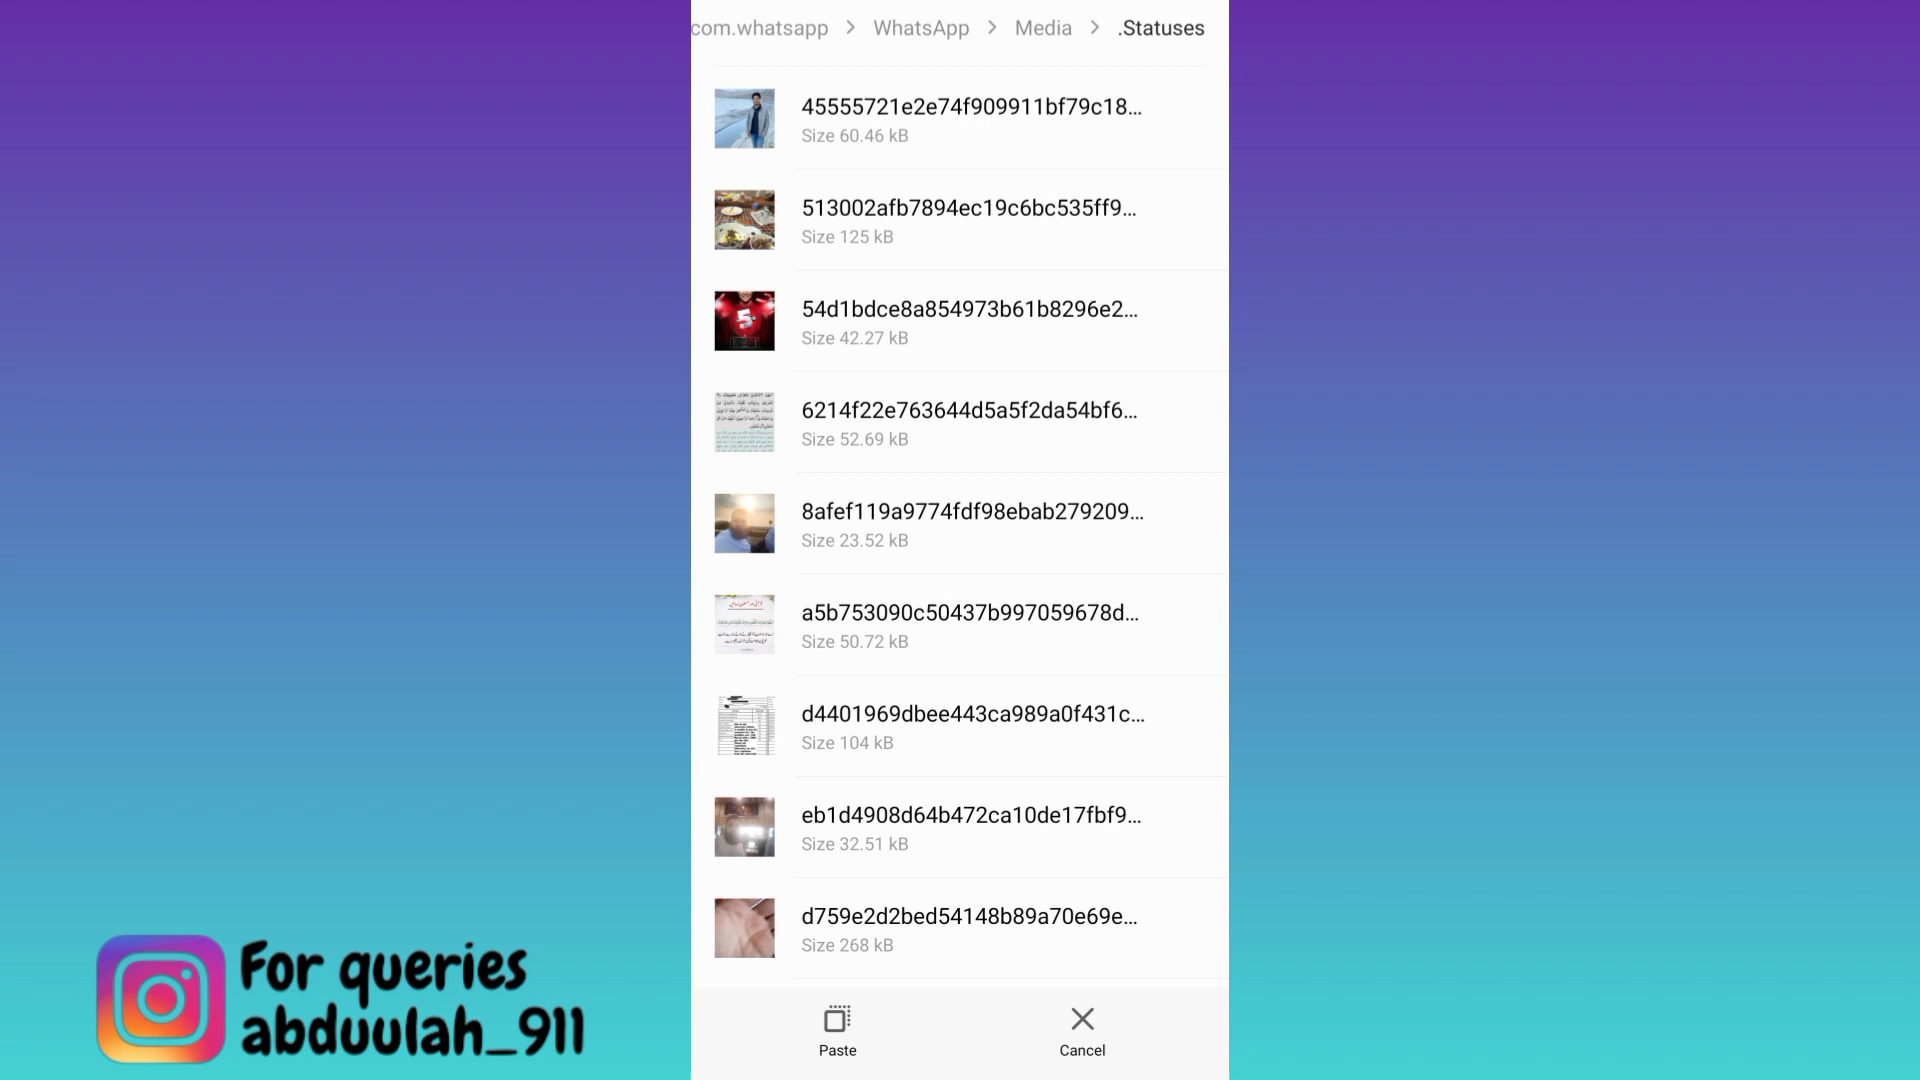 com.whatsapp > WhatsApp > Media > .Statuses
45555721e2e74f909911bf79c18...
Size 60.46 kB
513002afb7894ec19c6bc535ff9...
Size 125 kB
54d1bdce8a854973b61b8296e2...
Size 42.27 kB
6214f22e763644d5a5f2da54bf6...
Size 52.69 kB
8afef119a9774fdf98ebab279209...
Size 23.52 kB
a5b753090c50437b997059678d...
Size 50.72 kB
d4401969dbee443ca989a0f431c...
Size 104 kB
eb1d4908d64b472ca10de17fbf9...
Size 32.51 kB
d759e2d2bed54148b89a70e69e...
Size 268 kB
Paste
Cancel
For queries
abduulah_911